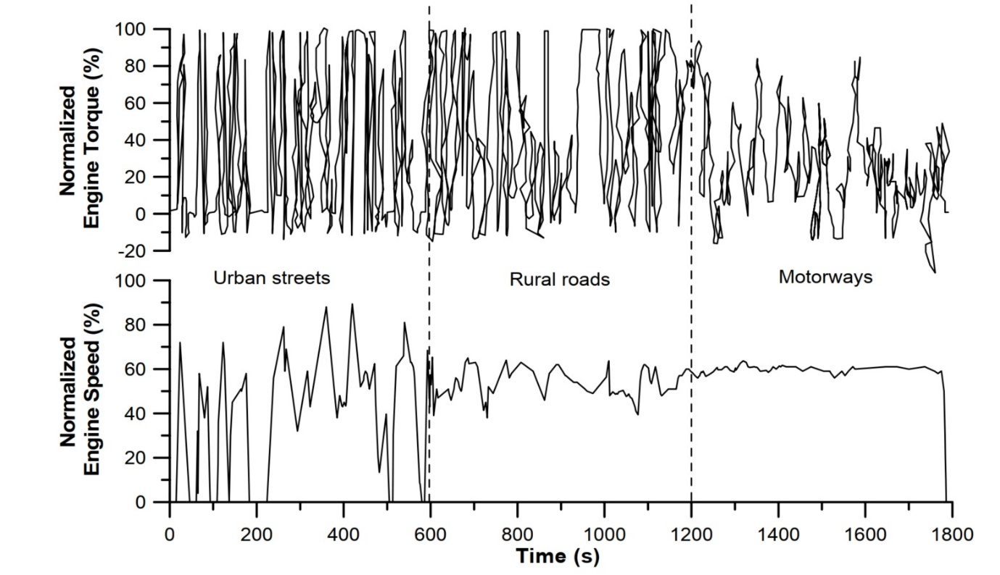 Normalized
Engine Torque (%)
100
80
60
40
20
0
-20
Urban streets
Rural roads
Motorways
Normalized
Engine Speed (%)
100
80
60
40
20
0
0 200 400 600 800 1000 1200 1400 1600 1800
Time (s)